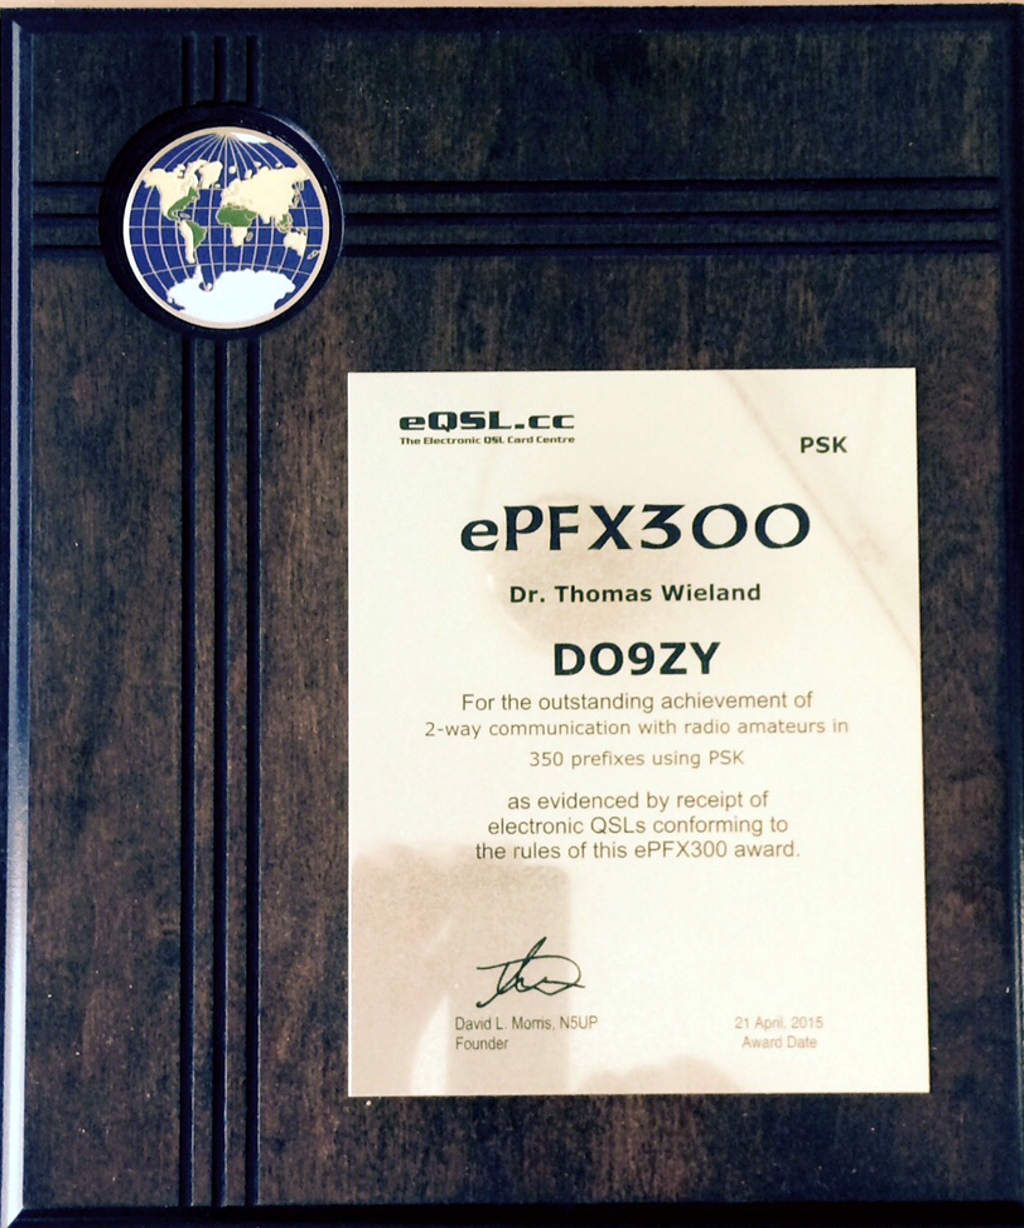 eQSL.cc
The Electronic QSL Card Centre
PSK
ePFX300
Dr. Thomas Wieland
DO9ZY
For the outstanding achievement of
2-way communication with radio amateurs in
350 prefixes using PSK
as evidenced by receipt of
electronic QSLs conforming to
the rules of this ePFX300 award.
David L. Morris, N5UP
Founder
21 April, 2015
Award Date